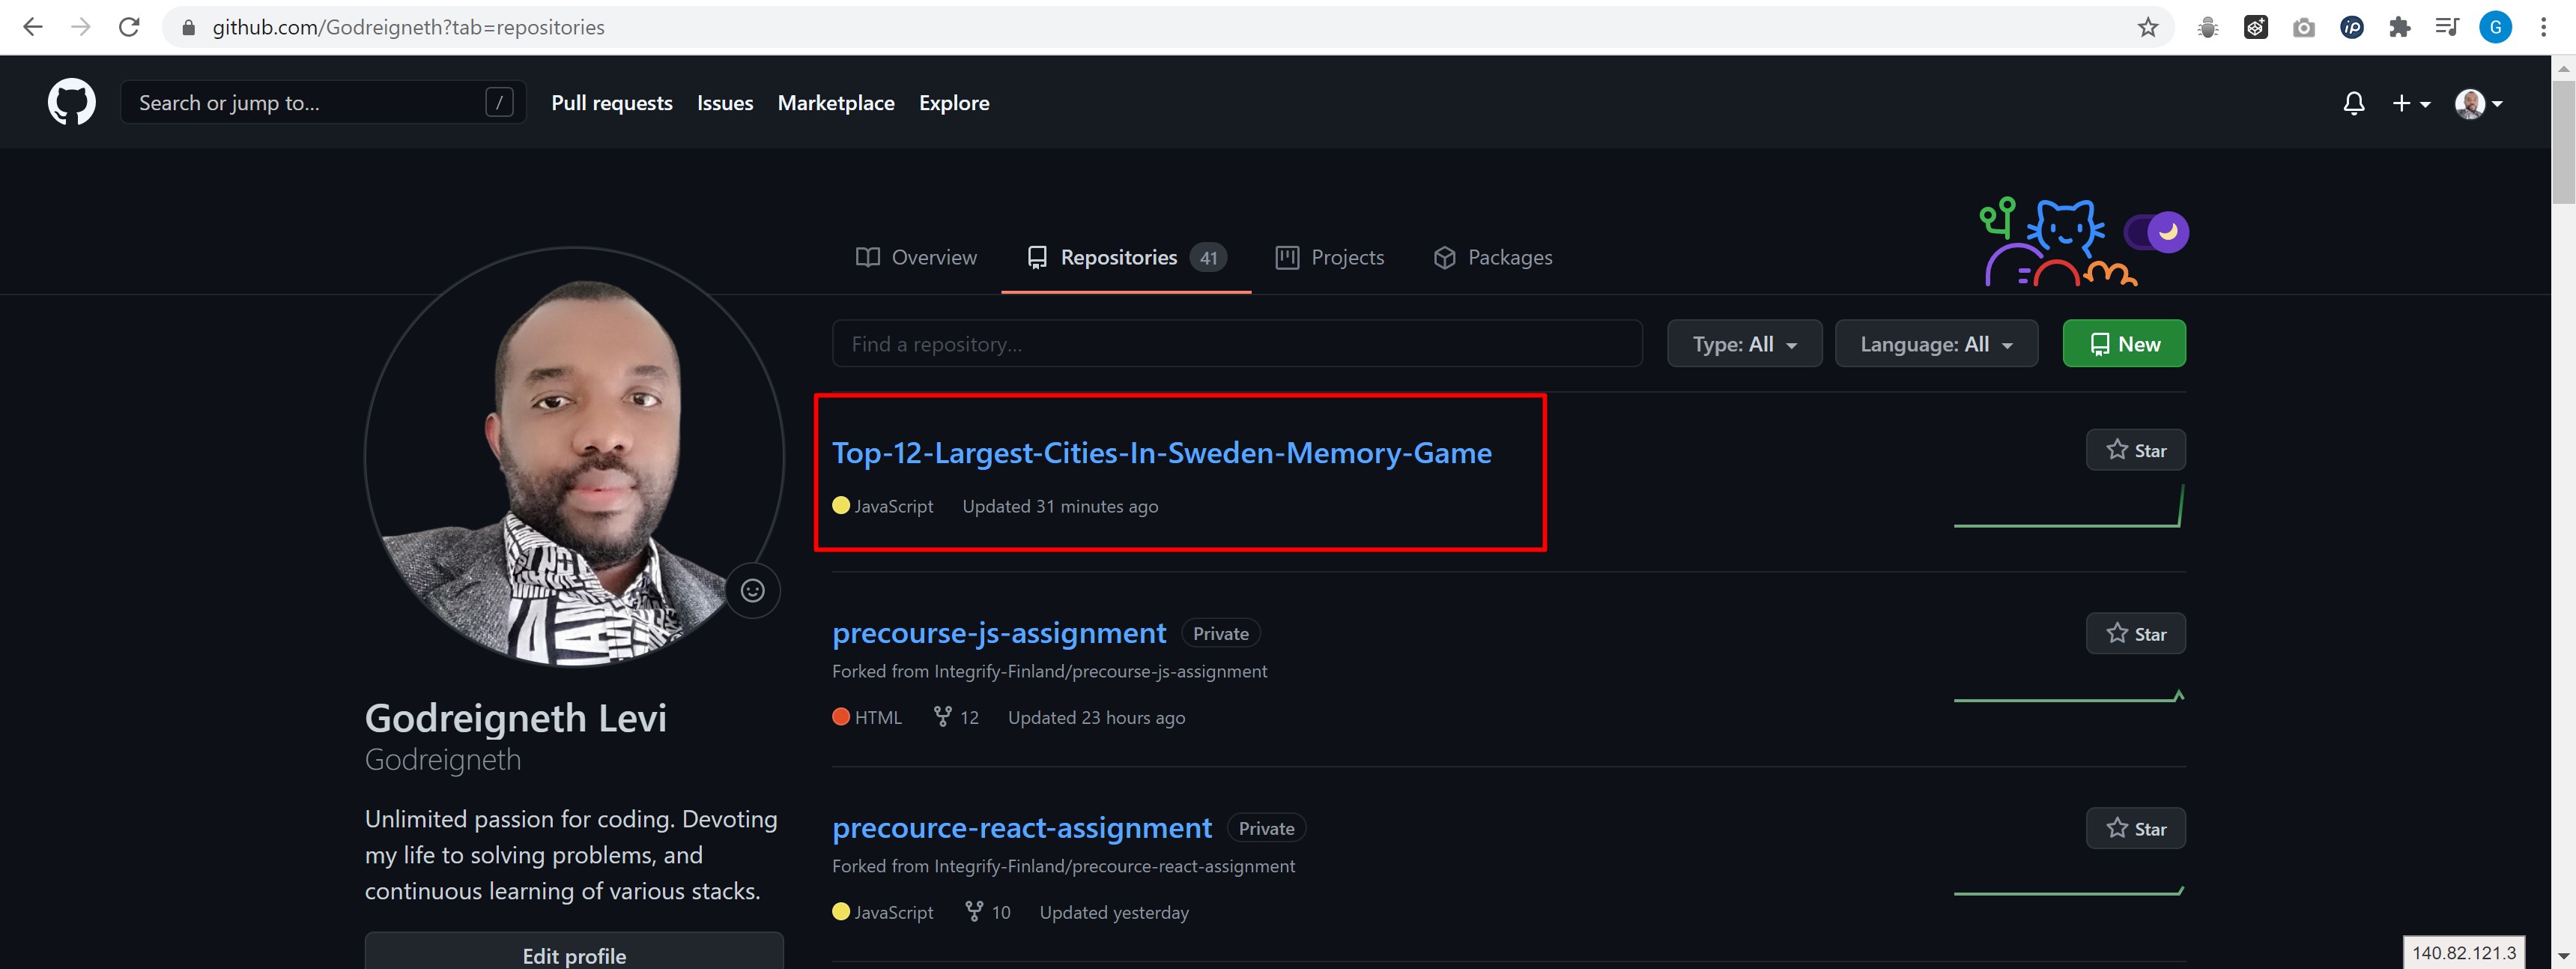 github.com/Godreigneth?tab=repositories
G
Search or jump to...
/
Pull requests
Issues
Marketplace
Explore
Overview
Repositories 41
Projects
Packages
Find a repository...
Type: All
Language: All
New
Top-12-Largest-Cities-In-Sweden-Memory-Game
Star
JavaScript Updated 31 minutes ago
precourse-js-assignment Private
Star
Forked from Integrify-Finland/precourse-js-assignment
HTML 12 Updated 23 hours ago
precource-react-assignment Private
Star
Forked from Integrify-Finland/precource-react-assignment
JavaScript 10 Updated yesterday
Godreigneth Levi
Godreigneth
Unlimited passion for coding. Devoting
my life to solving problems, and
continuous learning of various stacks.
Edit profile
140.82.121.3